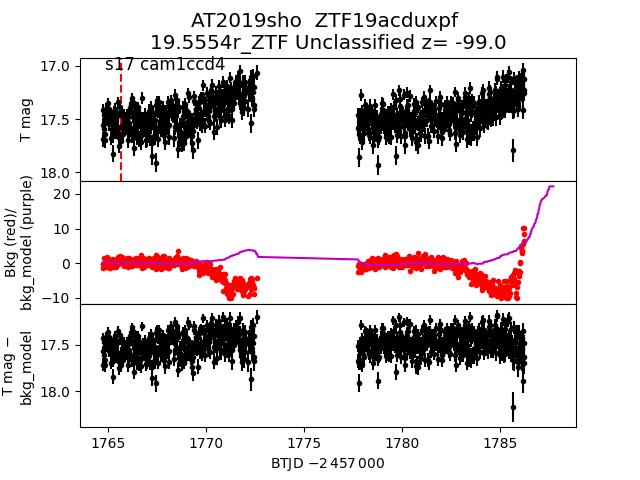 AT2019sho  ZTF19acduxpf
19.5554r_ZTF Unclassified z= -99.0
s17 cam1ccd4
17.0
17.5
18.0
T mag
20
10
0
−10
Bkg (red)/
bkg_model (purple)
17.5
18.0
T mag −
bkg_model
1765
1770
1775
1780
1785
BTJD −2 457 000